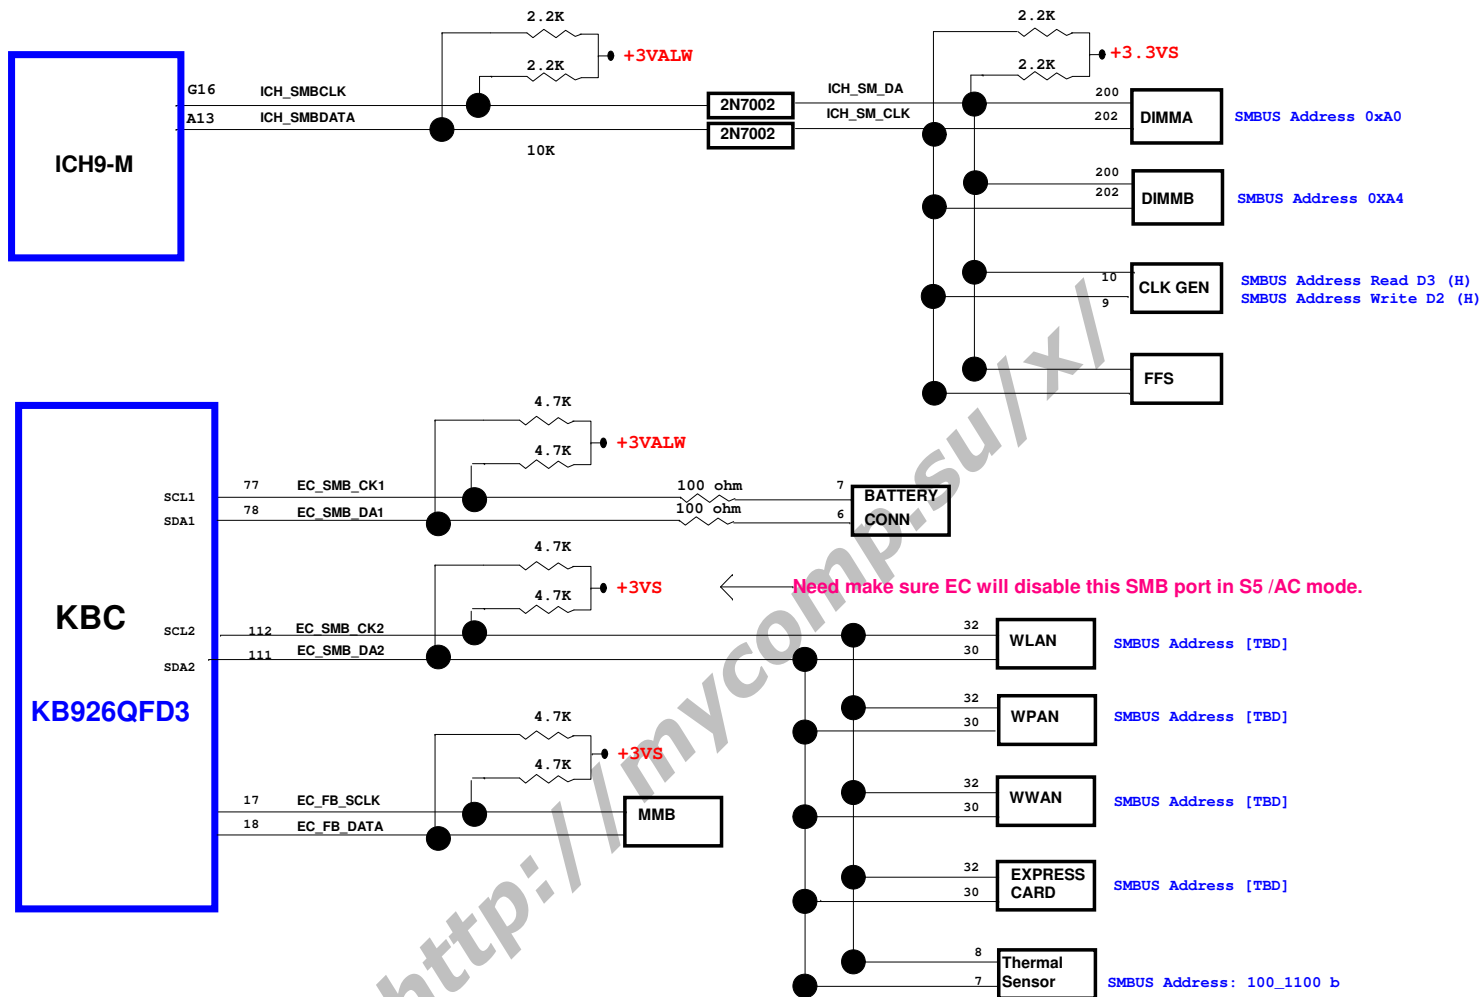 2.2K
2.2K
+3VALW
+3.3VS
2.2K
2.2K
G16 ICH_SMBCLK
A13 ICH_SMBDATA
2N7002
2N7002
ICH_SM_DA
ICH_SM_CLK
10K
ICH9-M
200
202
DIMMA
SMBUS Address 0xA0
200
202
DIMMB
SMBUS Address 0XA4
10
9
CLK GEN
SMBUS Address Read D3 (H)
SMBUS Address Write D2 (H)
FFS
4.7K
+3VALW
4.7K
SCL1 77 EC_SMB_CK1
SDA1 78 EC_SMB_DA1
100 ohm
100 ohm
7
6
BATTERY
CONN
4.7K
+3VS
4.7K
Need make sure EC will disable this SMB port in S5 /AC mode.
KBC
SCL2 112 EC_SMB_CK2
SDA2 111 EC_SMB_DA2
KB926QFD3
32
30
WLAN
SMBUS Address [TBD]
32
30
WPAN
SMBUS Address [TBD]
4.7K
+3VS
4.7K
17 EC_FB_SCLK
18 EC_FB_DATA
MMB
32
30
WWAN
SMBUS Address [TBD]
32
30
EXPRESS
CARD
SMBUS Address [TBD]
8
7
Thermal
Sensor
SMBUS Address: 100_1100 b
http://mycomp.su/x/